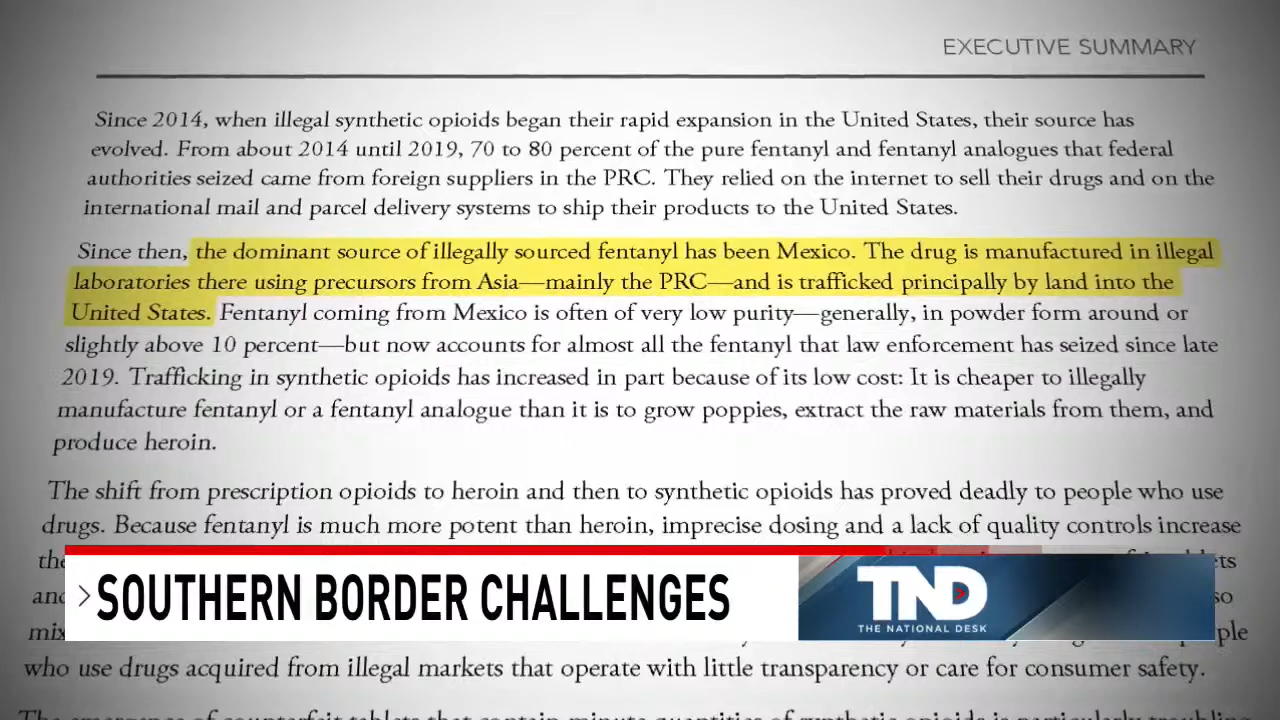 EXECUTIVE SUMMARY
Since 2014, when illegal synthetic opioids began their rapid expansion in the United States, their source has
evolved. From about 2014 until 2019, 70 to 80 percent of the pure fentanyl and fentanyl analogues that federal
authorities seized came from foreign suppliers in the PRC. They relied on the internet to sell their drugs and on the
international mail and parcel delivery systems to ship their products to the United States.
Since then, the dominant source of illegally sourced fentanyl has been Mexico. The drug is manufactured in illegal
laboratories there using precursors from Asia—mainly the PRC—and is trafficked principally by land into the
United States. Fentanyl coming from Mexico is often of very low purity—generally, in powder form around or
slightly above 10 percent—but now accounts for almost all the fentanyl that law enforcement has seized since late
2019. Trafficking in synthetic opioids has increased in part because of its low cost: It is cheaper to illegally
manufacture fentanyl or a fentanyl analogue than it is to grow poppies, extract the raw materials from them, and
produce heroin.
The shift from prescription opioids to heroin and then to synthetic opioids has proved deadly to people who use
drugs. Because fentanyl is much more potent than heroin, imprecise dosing and a lack of quality controls increase
SOUTHERN BORDER CHALLENGES
TND
THE NATIONAL DESK
who use drugs acquired from illegal markets that operate with little transparency or care for consumer safety.